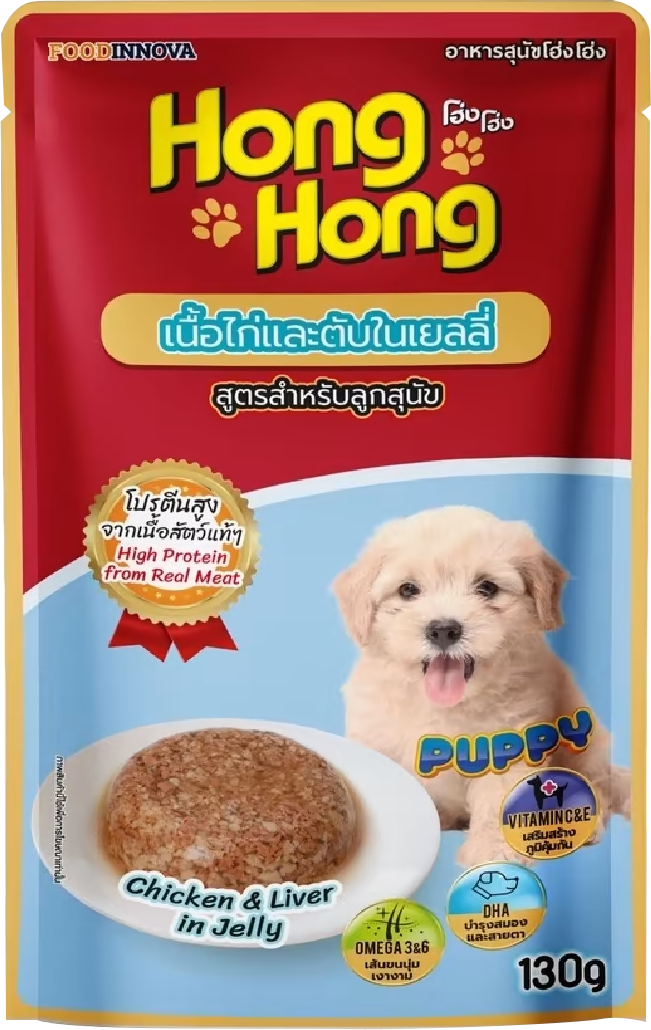 FOODINNOVA
อาหารสุนัขโฮ่งโฮ่ง
Hong
โฮ่งโฮ่ง
Hong
เนื้อไก่และตับในเยลลี่
สูตรสำหรับลูกสุนัข
โปรตีนสูง
จากเนื้อสัตว์แท้ๆ
High Protein
from Real Meat
PUPPY
VITAMIN C&E
เสริมสร้าง
ภูมิคุ้มกัน
Chicken & Liver
in Jelly
DHA
บำรุงสมอง
และสายตา
OMEGA 3&6
เส้นขนนุ่ม
เงางาม
130g